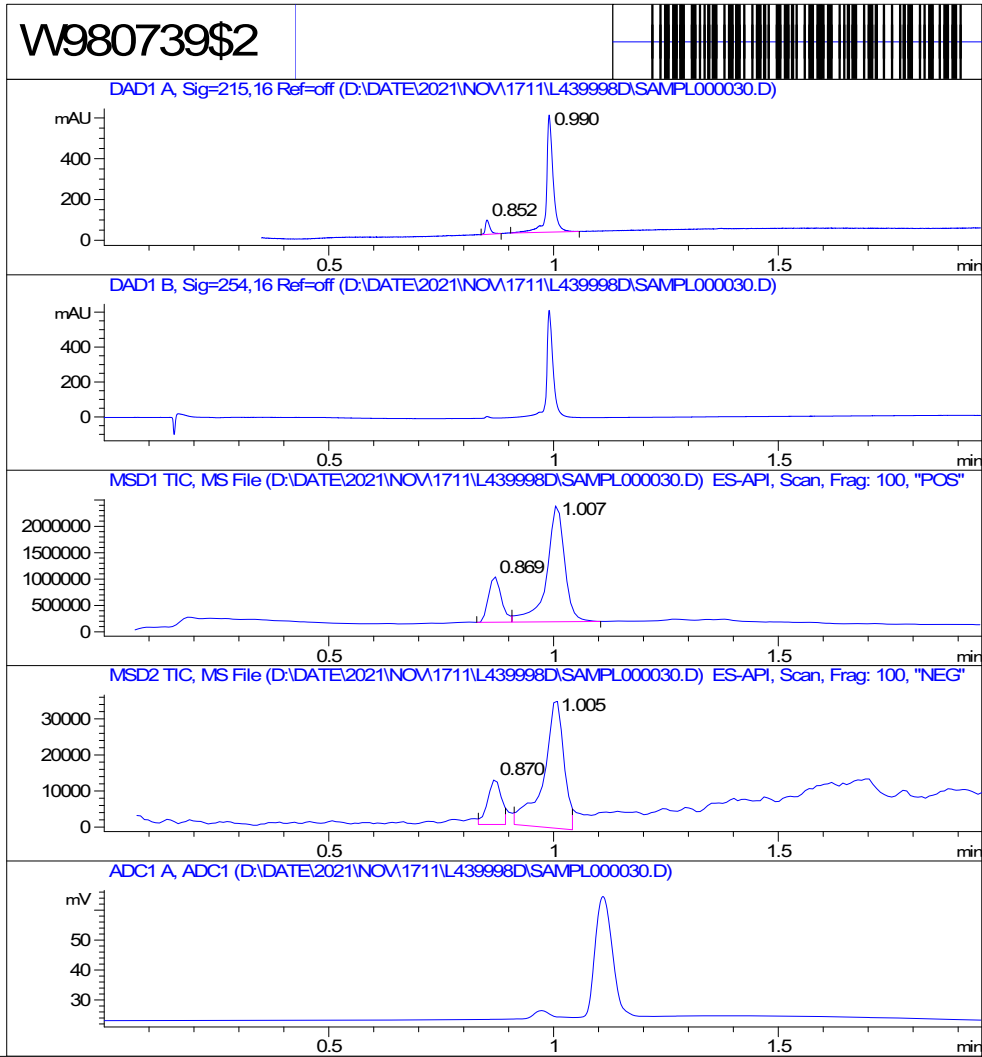 W980739$2
DAD1 A, Sig=215,16 Ref=off (D:\DATE\2021\NOV\1711\L439998D\SAMPL000030.D)
mAU
400
200
0
0.852
0.990
0.5
1
1.5
min
DAD1 B, Sig=254,16 Ref=off (D:\DATE\2021\NOV\1711\L439998D\SAMPL000030.D)
mAU
400
200
0
0.5
1
1.5
min
MSD1 TIC, MS File (D:\DATE\2021\NOV\1711\L439998D\SAMPL000030.D) ES-API, Scan, Frag: 100, "POS"
2000000
1500000
1000000
500000
0
0.869
1.007
0.5
1
1.5
min
MSD2 TIC, MS File (D:\DATE\2021\NOV\1711\L439998D\SAMPL000030.D) ES-API, Scan, Frag: 100, "NEG"
30000
20000
10000
0
0.870
1.005
0.5
1
1.5
min
ADC1 A, ADC1 (D:\DATE\2021\NOV\1711\L439998D\SAMPL000030.D)
mV
50
40
30
0.5
1
1.5
min